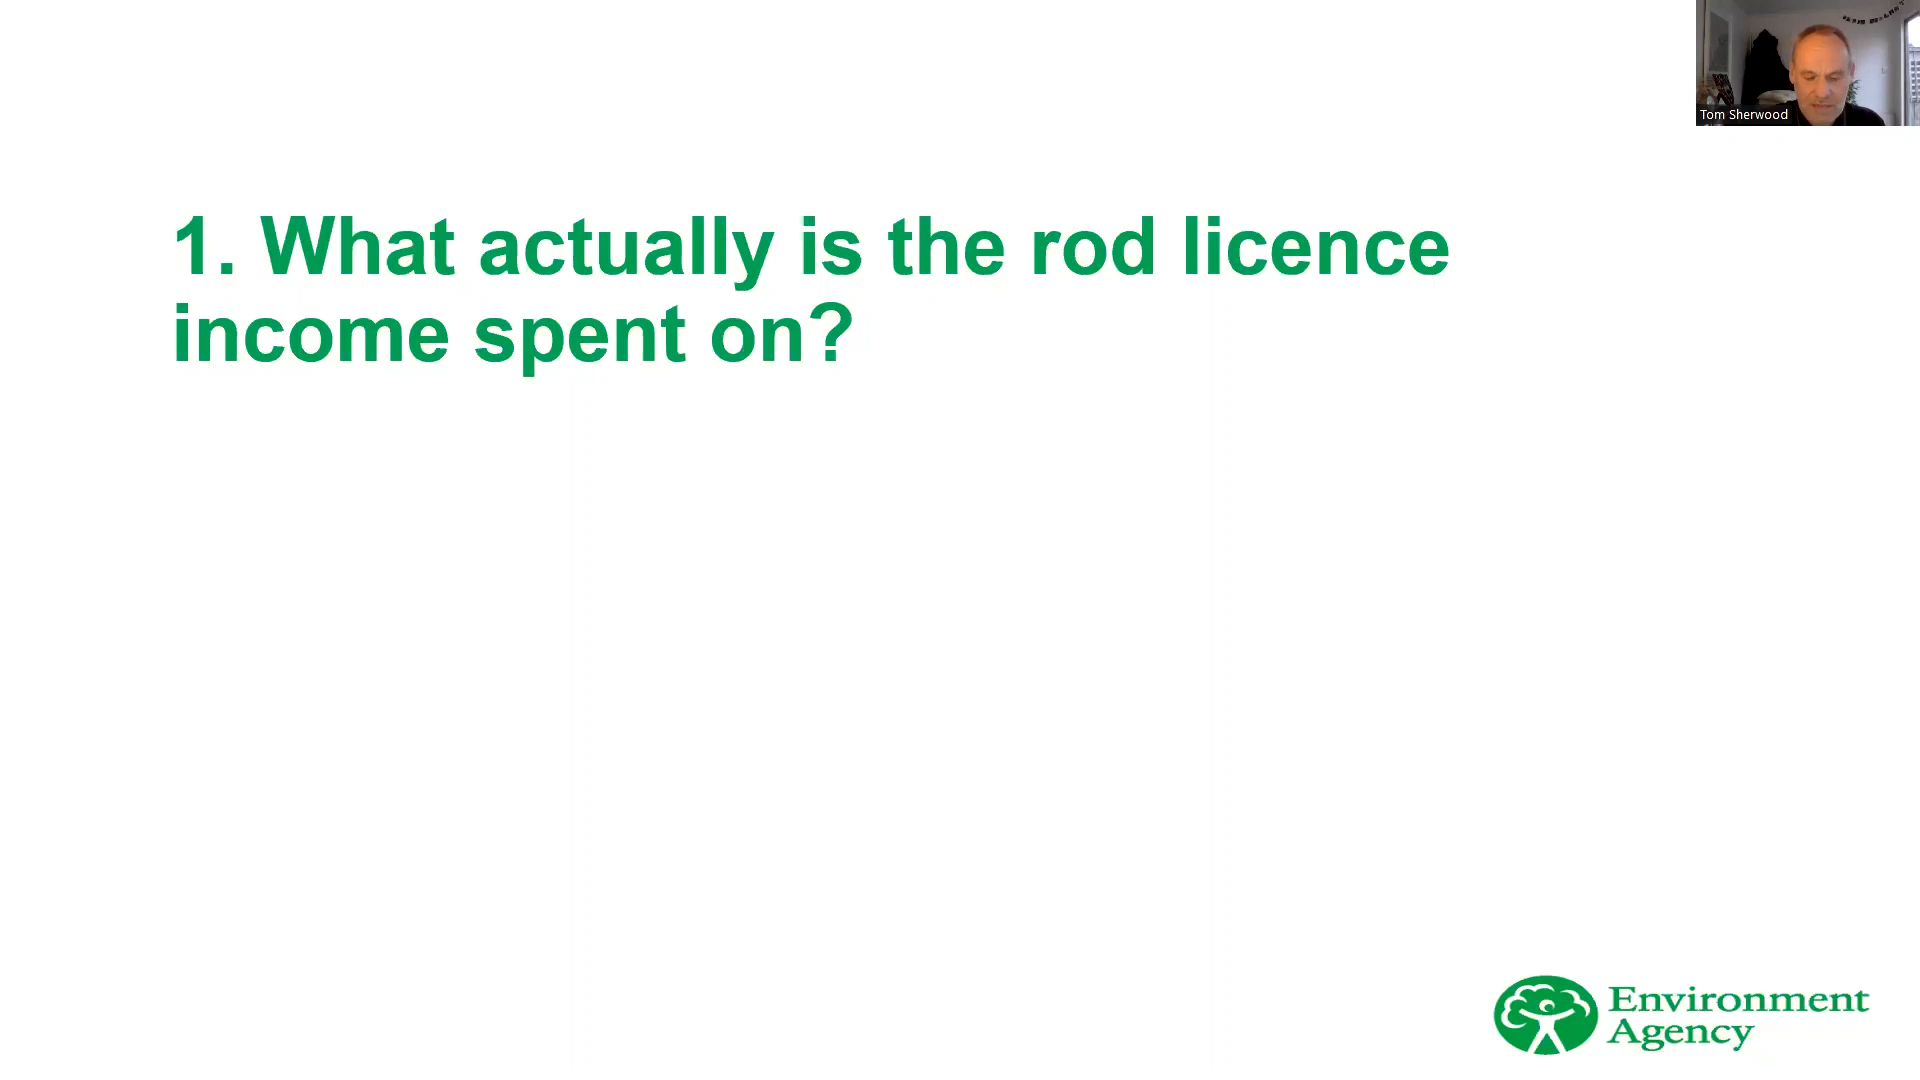 Tom Sherwood
1. What actually is the rod licence
income spent on?
Environment
Agency